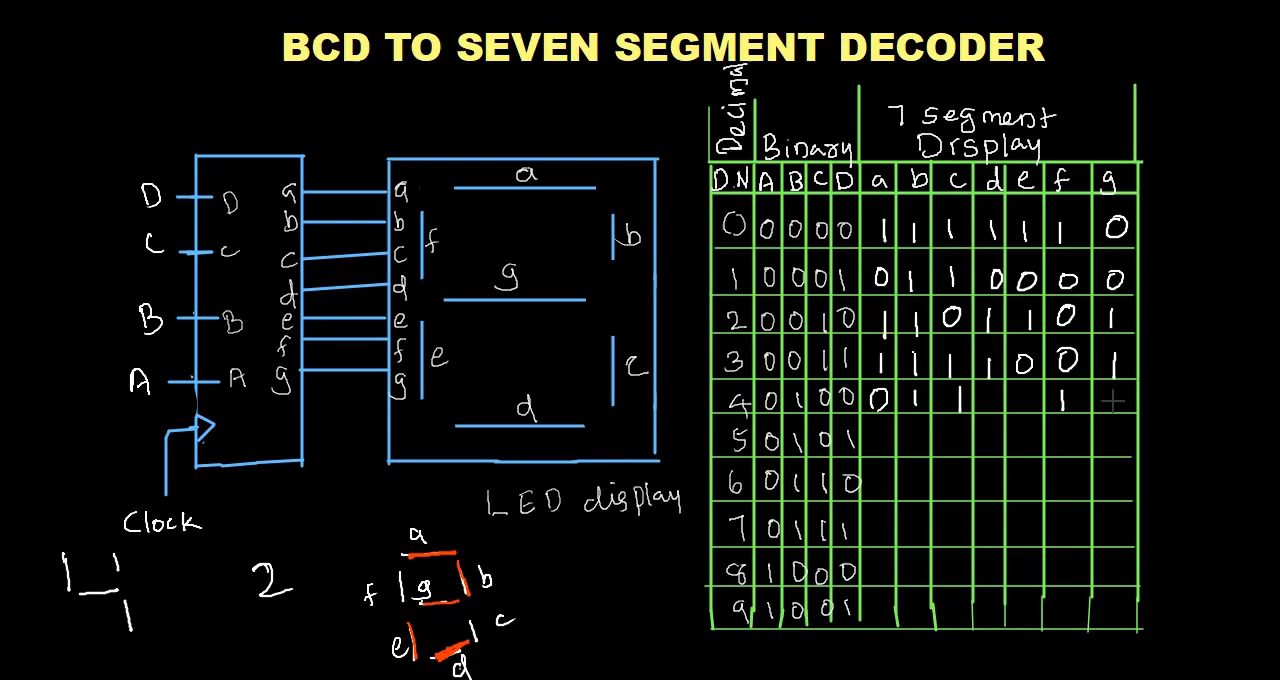 BCD TO SEVEN SEGMENT DECODER
D D a a
C C b b
B B c c
A A d d
e e
f f
g g
Clock
a
f b
g
e c
d
LED display
4 2
a
f g b
e c
d
Decimal Binary 7 segment
Display
D.N A B C D a b c d e f g
0 0 0 0 0 1 1 1 1 1 1 0
1 0 0 0 1 0 1 1 0 0 0 0
2 0 0 1 0 1 1 0 1 1 0 1
3 0 0 1 1 1 1 1 1 0 0 1
4 0 1 0 0 0 1 1 1
5 0 1 0 1
6 0 1 1 0
7 0 1 1 1
8 1 0 0 0
9 1 0 0 1